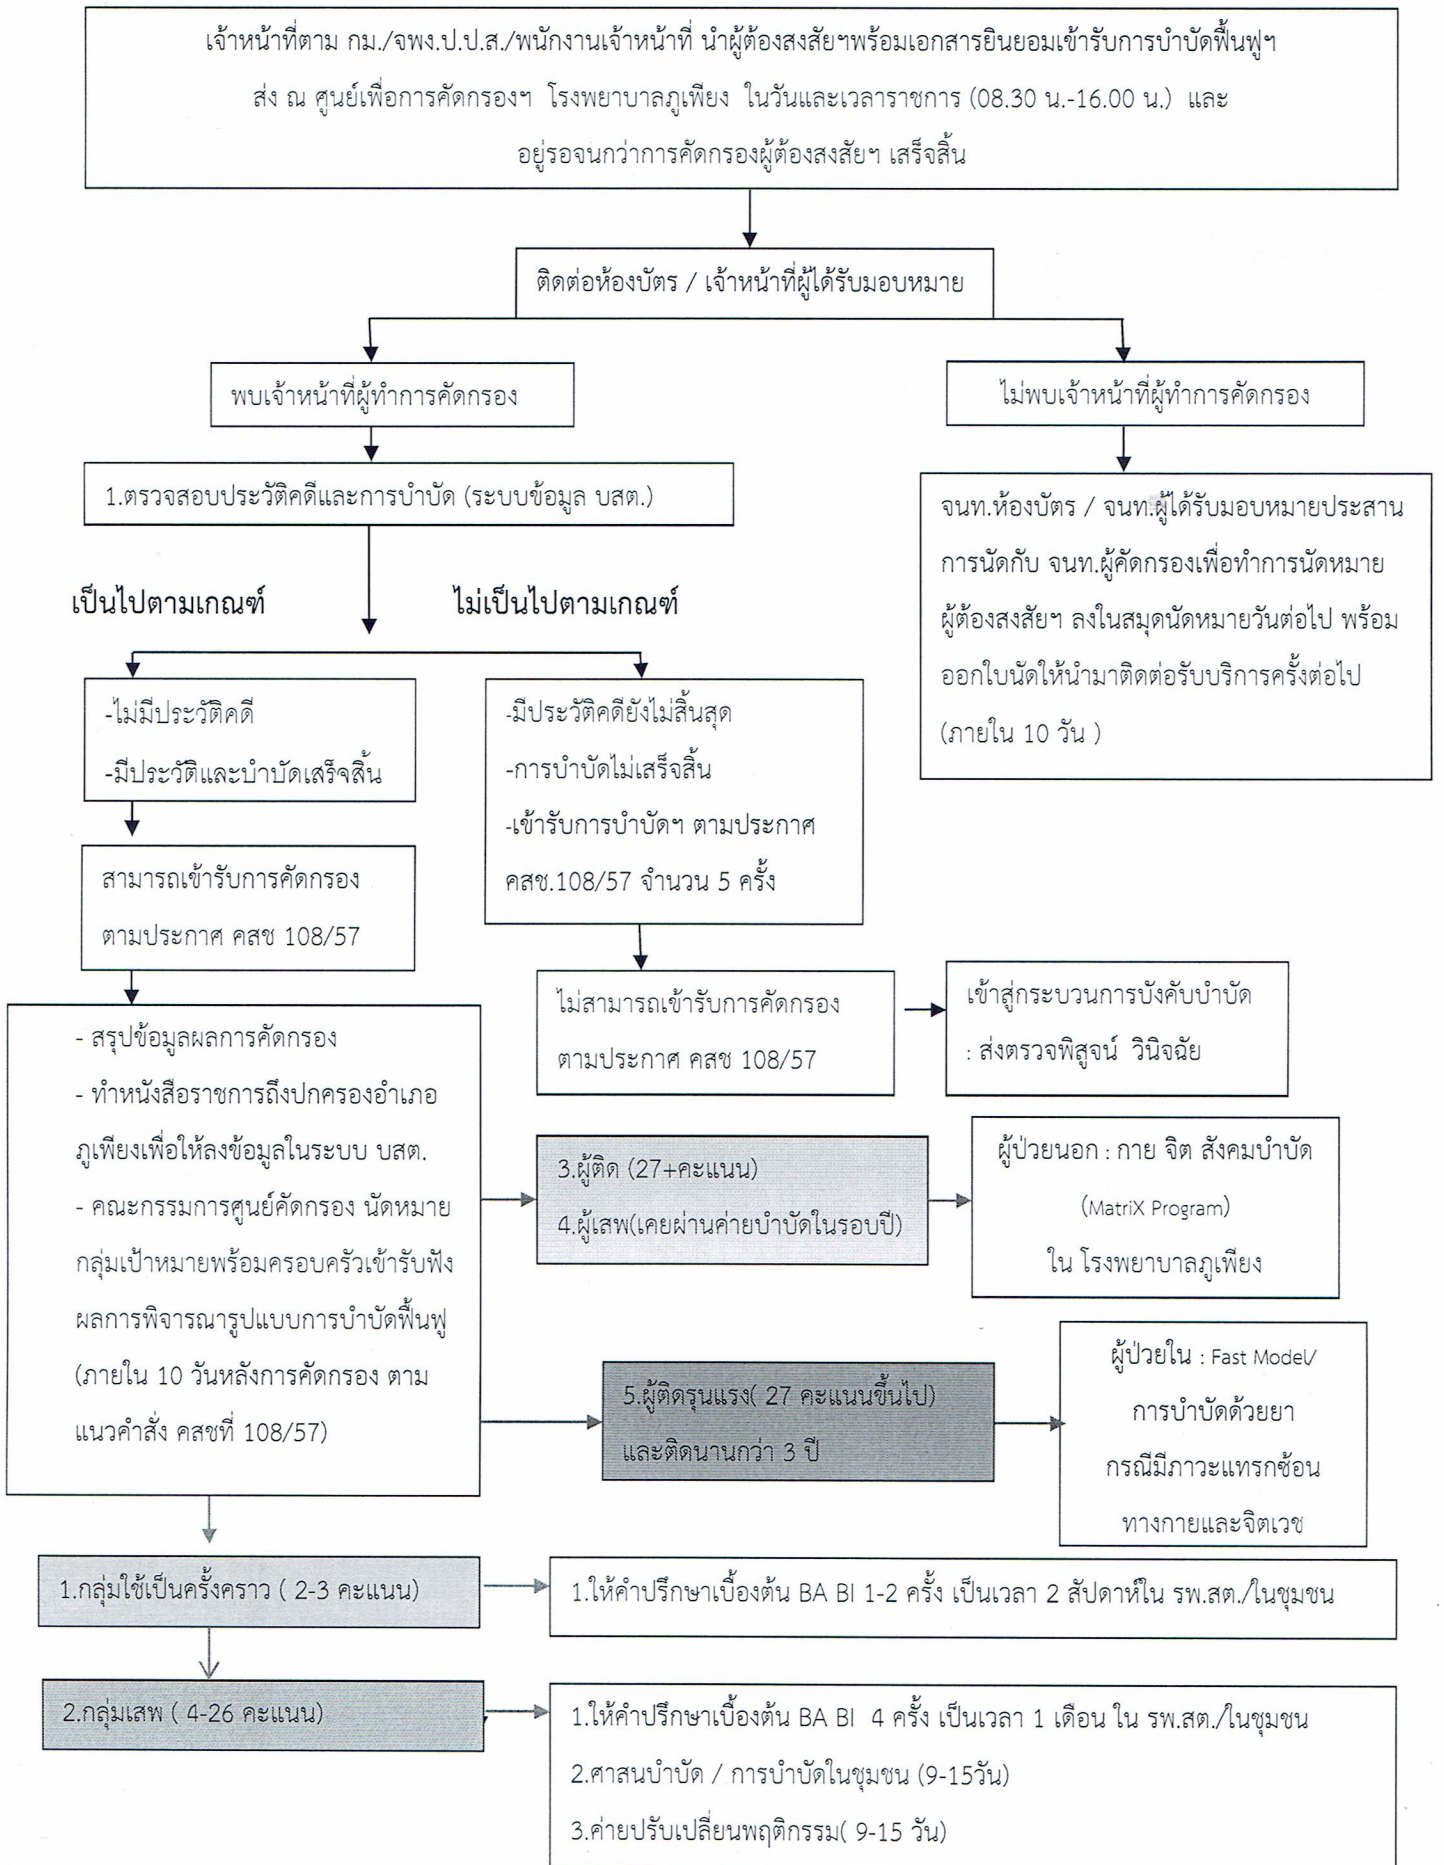 เจ้าหน้าที่ตาม กม./จพง.ป.ป.ส./พนักงานเจ้าหน้าที่ นำผู้ต้องสงสัยฯพร้อมเอกสารยินยอมเข้ารับการบำบัดฟื้นฟูฯ
ส่ง ณ ศูนย์เพื่อการคัดกรองฯ โรงพยาบาลภูเพียง ในวันและเวลาราชการ (08.30 น.-16.00 น.) และ
อยู่รอจนกว่าการคัดกรองผู้ต้องสงสัยฯ เสร็จสิ้น
ติดต่อห้องบัตร / เจ้าหน้าที่ผู้ได้รับมอบหมาย
พบเจ้าหน้าที่ผู้ทำการคัดกรอง
ไม่พบเจ้าหน้าที่ผู้ทำการคัดกรอง
1.ตรวจสอบประวัติคดีและการบำบัด (ระบบข้อมูล บสต.)
จนท.ห้องบัตร / จนท.ผู้ได้รับมอบหมายประสาน
การนัดกับ จนท.ผู้คัดกรองเพื่อทำการนัดหมาย
ผู้ต้องสงสัยฯ ลงในสมุดนัดหมายวันต่อไป พร้อม
ออกใบนัดให้นำมาติดต่อรับบริการครั้งต่อไป
(ภายใน 10 วัน )
เป็นไปตามเกณฑ์
ไม่เป็นไปตามเกณฑ์
-ไม่มีประวัติคดี
-มีประวัติและบำบัดเสร็จสิ้น
-มีประวัติคดียังไม่สิ้นสุด
-การบำบัดไม่เสร็จสิ้น
-เข้ารับการบำบัดฯ ตามประกาศ
คสช.108/57 จำนวน 5 ครั้ง
สามารถเข้ารับการคัดกรอง
ตามประกาศ คสช 108/57
ไม่สามารถเข้ารับการคัดกรอง
ตามประกาศ คสช 108/57
เข้าสู่กระบวนการบังคับบำบัด
: ส่งตรวจพิสูจน์ วินิจฉัย
- สรุปข้อมูลผลการคัดกรอง
- ทำหนังสือราชการถึงปกครองอำเภอ
ภูเพียงเพื่อให้ลงข้อมูลในระบบ บสต.
- คณะกรรมการศูนย์คัดกรอง นัดหมาย
กลุ่มเป้าหมายพร้อมครอบครัวเข้ารับฟัง
ผลการพิจารณารูปแบบการบำบัดฟื้นฟู
(ภายใน 10 วันหลังการคัดกรอง ตาม
แนวคำสั่ง คสชที่ 108/57)
3.ผู้ติด (27+คะแนน)
4.ผู้เสพ(เคยผ่านค่ายบำบัดในรอบปี)
ผู้ป่วยนอก : กาย จิต สังคมบำบัด
(MatriX Program)
ใน โรงพยาบาลภูเพียง
5.ผู้ติดรุนแรง( 27 คะแนนขึ้นไป)
และติดนานกว่า 3 ปี
ผู้ป่วยใน : Fast Model/
การบำบัดด้วยยา
กรณีมีภาวะแทรกซ้อน
ทางกายและจิตเวช
1.กลุ่มใช้เป็นครั้งคราว ( 2-3 คะแนน)
1.ให้คำปรึกษาเบื้องต้น BA BI 1-2 ครั้ง เป็นเวลา 2 สัปดาห์ใน รพ.สต./ในชุมชน
2.กลุ่มเสพ ( 4-26 คะแนน)
1.ให้คำปรึกษาเบื้องต้น BA BI 4 ครั้ง เป็นเวลา 1 เดือน ใน รพ.สต./ในชุมชน
2.ศาสนบำบัด / การบำบัดในชุมชน (9-15วัน)
3.ค่ายปรับเปลี่ยนพฤติกรรม( 9-15 วัน)